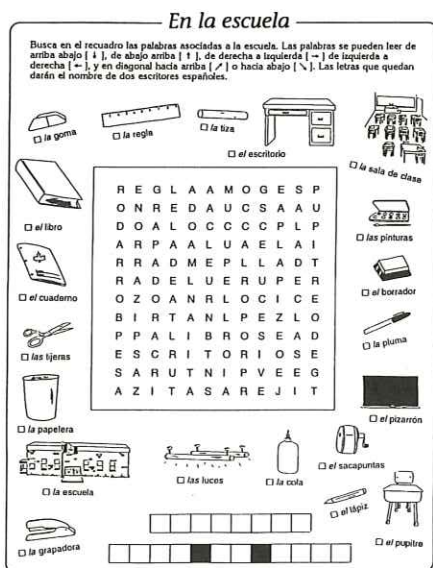 En la escuela
Busca en el recuadro las palabras asociadas a la escuela. Las palabras se pueden leer de
arriba abajo [ ↓ ], de abajo arriba [ ↑ ], de derecha a izquierda [ → ] de izquierda a
derecha [ ← ], y en diagonal hacia arriba [ ↗ ] o hacia abajo [ ↘ ]. Las letras que quedan
darán el nombre de dos escritores españoles.
□ la goma
□ la regla
□ la tiza
□ el escritorio
□ la sala de clase
□ el libro
□ las pinturas
□ el cuaderno
□ el borrador
□ las tijeras
□ la pluma
R E G L A A M O G E S P
O N R E D A U C S A A U
D O A L O C C C C P L P
A R P A A L U A E L A I
R R A D M E P L L A D T
R A D E L U E R U P E R
O Z O A N R L O C I C E
B I R T A N L P E Z L O
P P A L I B R O S E A D
E S C R I T O R I O S E
S A R U T N I P V E E G
A Z I T A S A R E J I T
□ la papelera
□ el pizarrón
□ la escuela
□ las luces
□ la cola
□ el sacapuntas
□ la grapadora
□ el lápiz
□ el pupitre